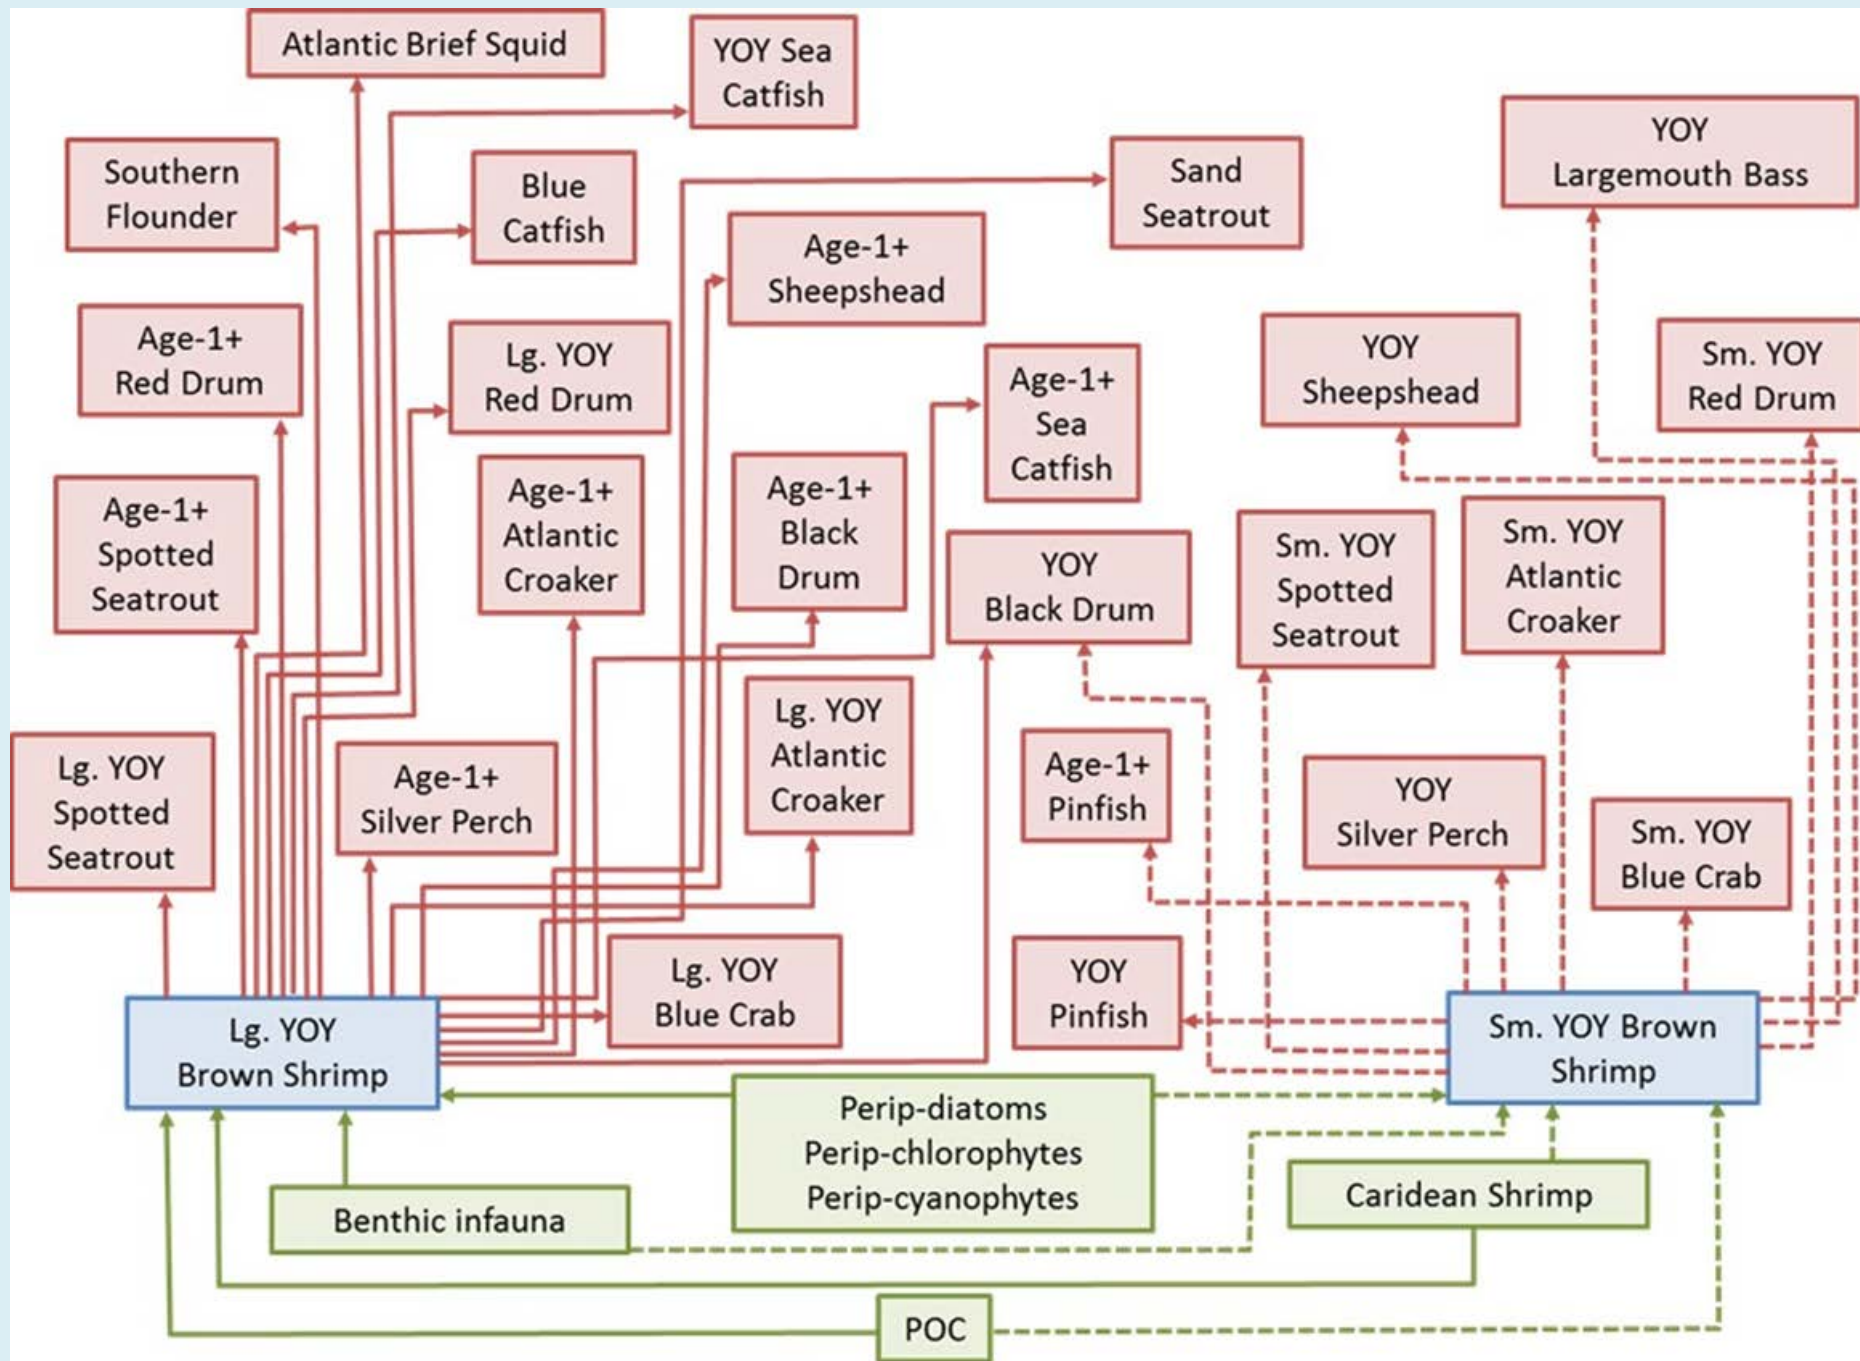 Atlantic Brief Squid
YOY Sea
Catfish
YOY
Largemouth Bass
Southern
Flounder
Blue
Catfish
Sand
Seatrout
Age-1+
Sheepshead
Age-1+
Red Drum
Lg. YOY
Red Drum
Age-1+
Sea
Catfish
YOY
Sheepshead
Sm. YOY
Red Drum
Age-1+
Spotted
Seatrout
Age-1+
Atlantic
Croaker
Age-1+
Black
Drum
YOY
Black Drum
Sm. YOY
Spotted
Seatrout
Sm. YOY
Atlantic
Croaker
Lg. YOY
Spotted
Seatrout
Age-1+
Silver Perch
Lg. YOY
Atlantic
Croaker
Age-1+
Pinfish
YOY
Silver Perch
Sm. YOY
Blue Crab
Lg. YOY
Blue Crab
YOY
Pinfish
Lg. YOY
Brown Shrimp
Sm. YOY Brown
Shrimp
Perip-diatoms
Perip-chlorophytes
Perip-cyanophytes
Benthic infauna
Caridean Shrimp
POC